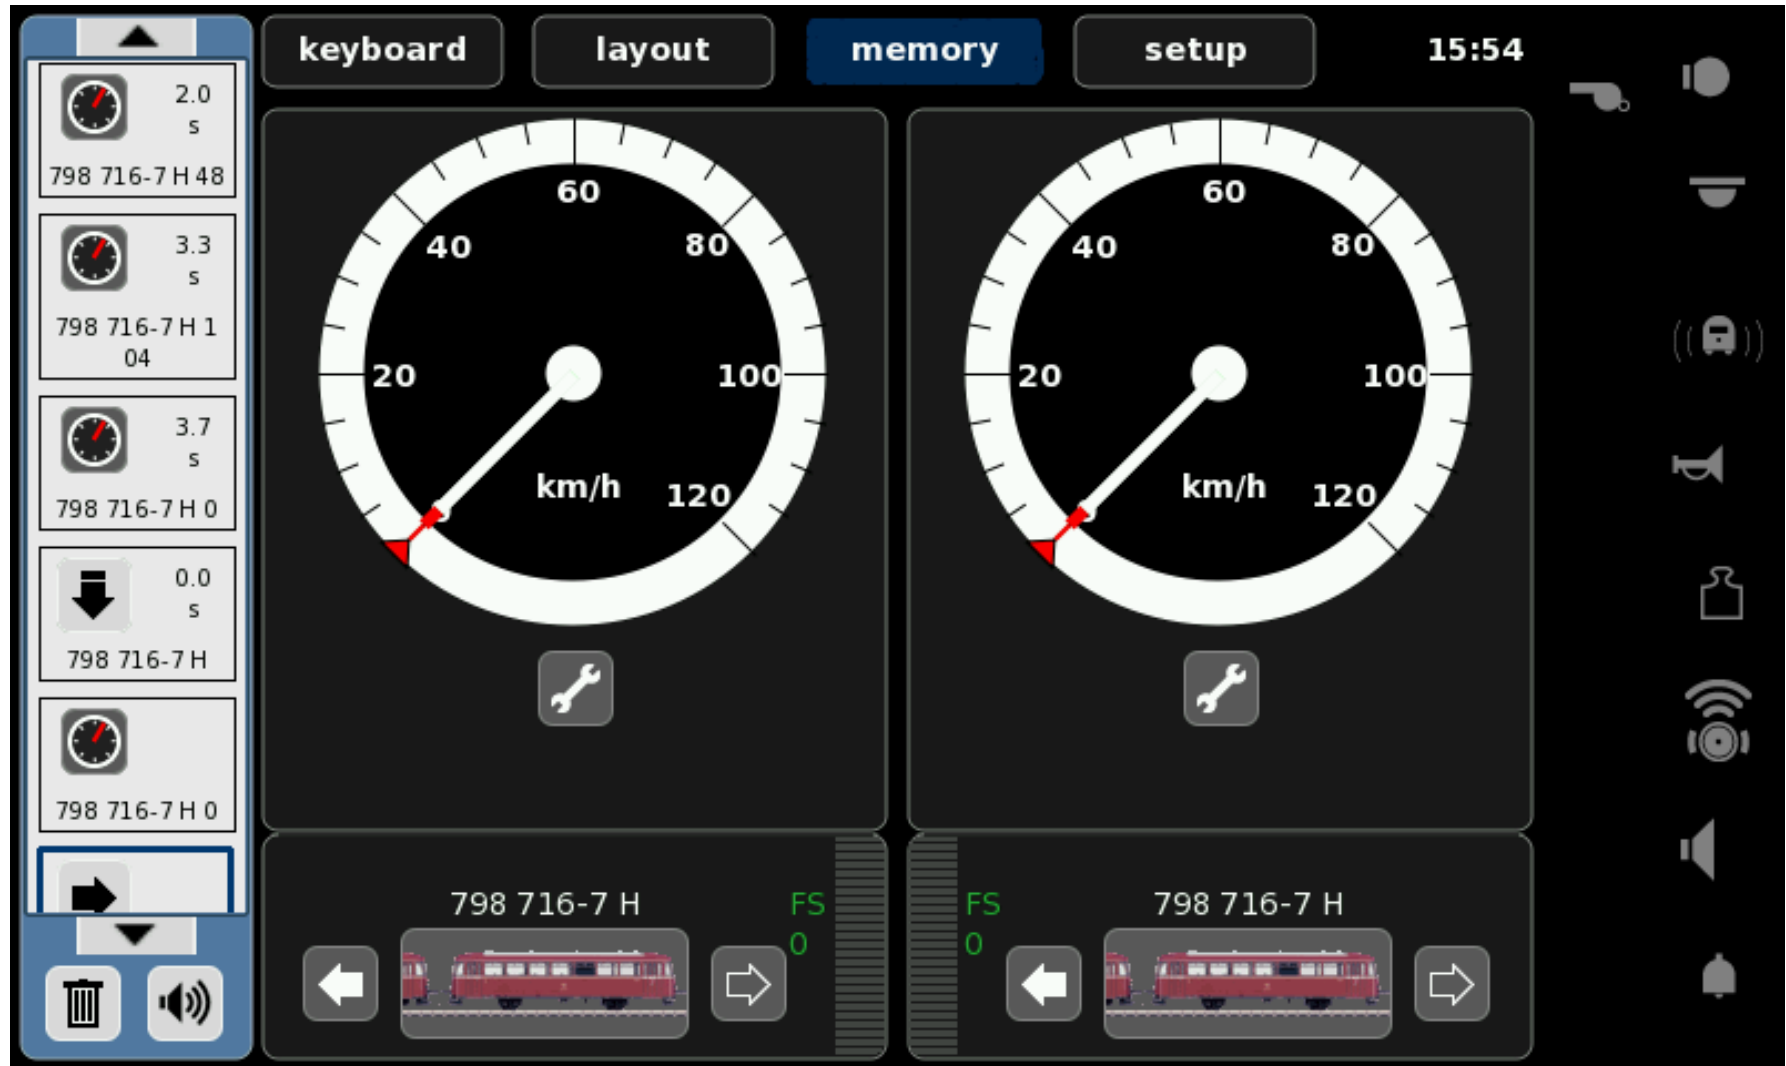 keyboard
layout
memory
setup
15:54
2.0
s
798 716-7 H 48
3.3
s
798 716-7 H 1
04
3.7
s
798 716-7 H 0
0.0
s
798 716-7 H
798 716-7 H 0
60
40
80
20
100
km/h
120
60
40
80
20
100
km/h
120
798 716-7 H
FS
0
FS
0
798 716-7 H